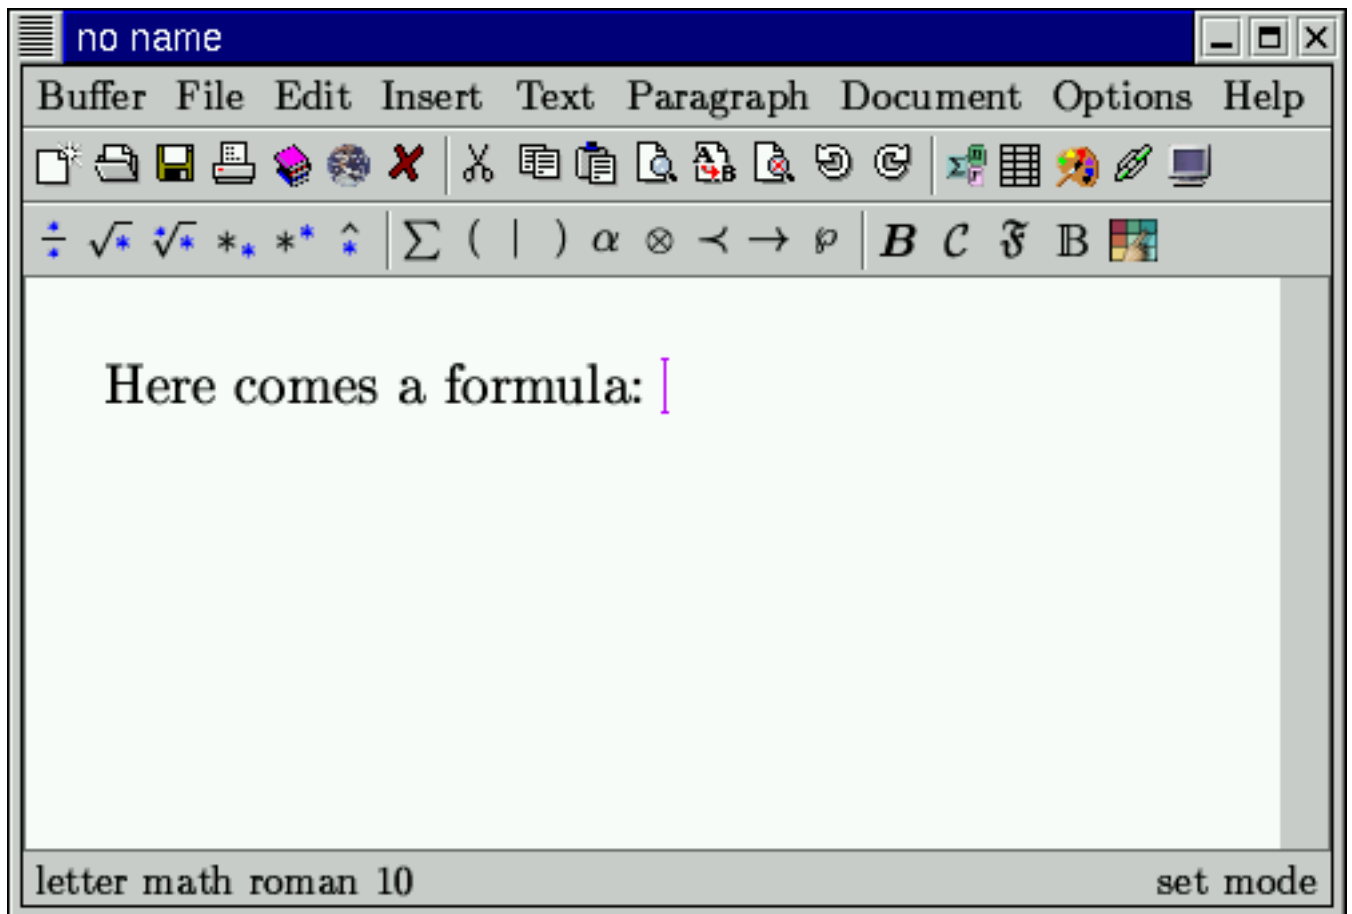 no name
Buffer File Edit Insert Text Paragraph Document Options Help
√* ∜* ** ** ^* ∑ ( | ) α ⊗ ≺ → ℘ B C 𝔉 𝔹
Here comes a formula:
letter math roman 10 set mode